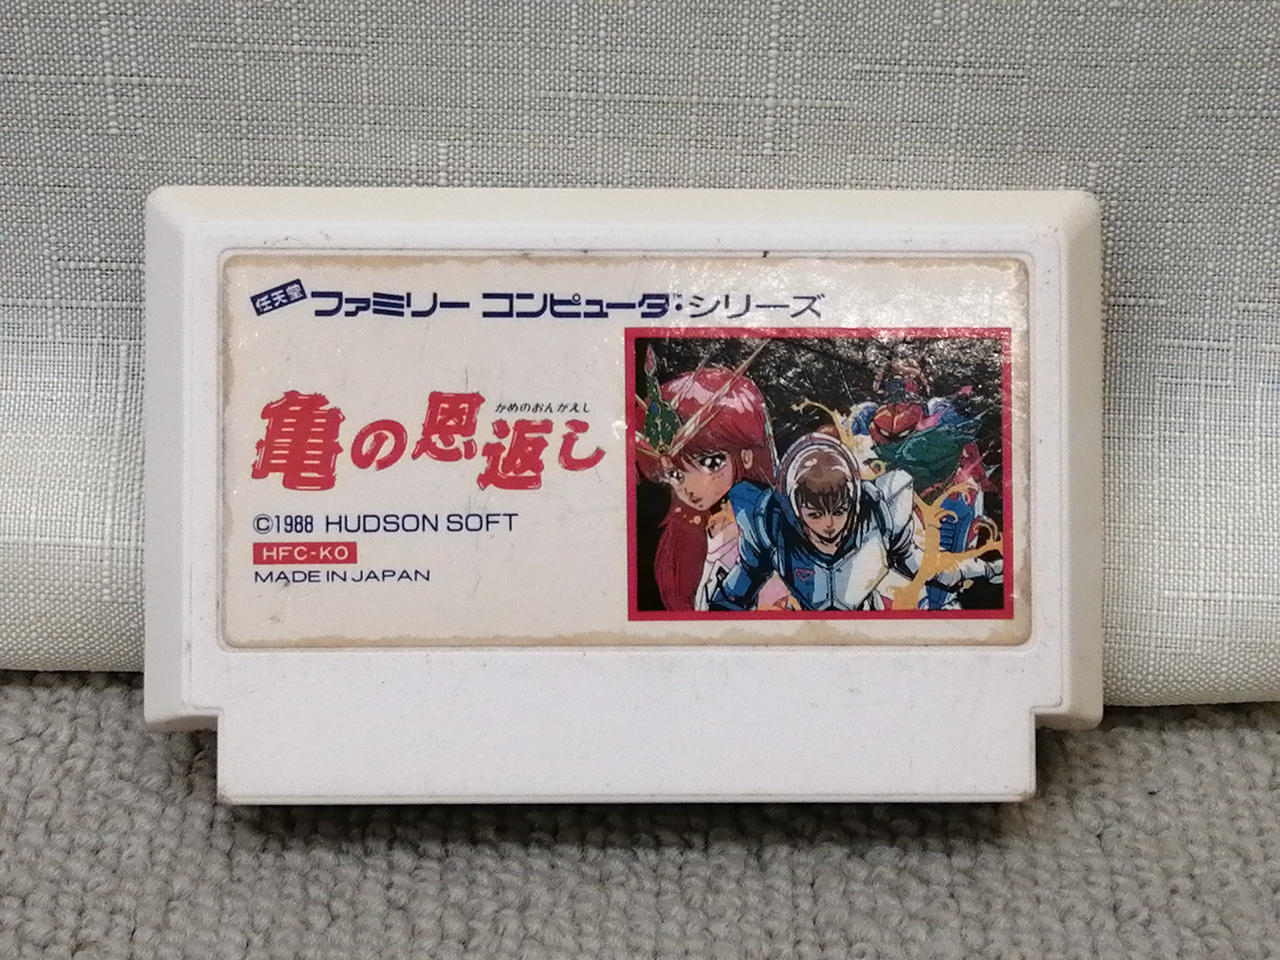 任天堂 ファミリー コンピュータ・シリーズ
かめのおんがえし
亀の恩返し
©1988 HUDSON SOFT
HFC-KO
MADE IN JAPAN